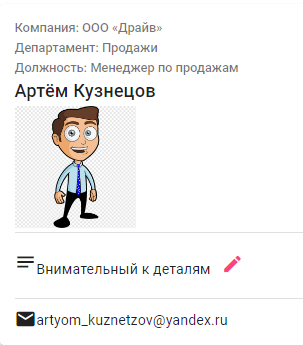 Компания: ООО «Драйв»
Департамент: Продажи
Должность: Менеджер по продажам
Артём Кузнецов
Внимательный к деталям
artyom_kuznetzov@yandex.ru